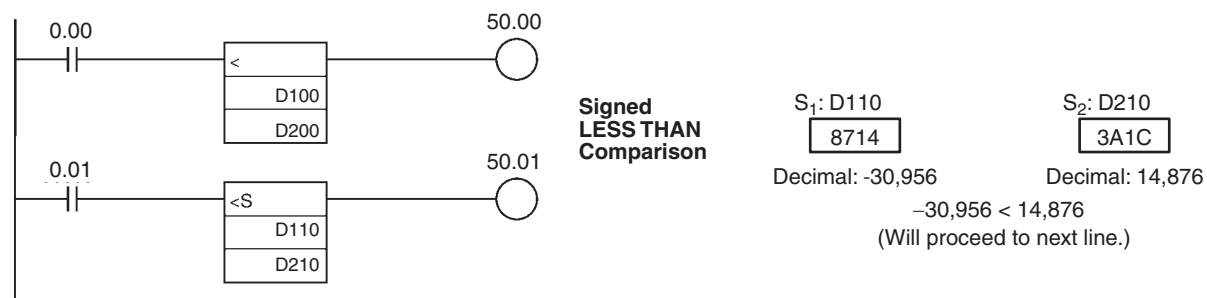 0.00
50.00
<
D100
D200
0.01
50.01
<S
D110
D210
Signed
LESS THAN
Comparison
S1: D110
S2: D210
8714
3A1C
Decimal: -30,956
Decimal: 14,876
–30,956 < 14,876
(Will proceed to next line.)